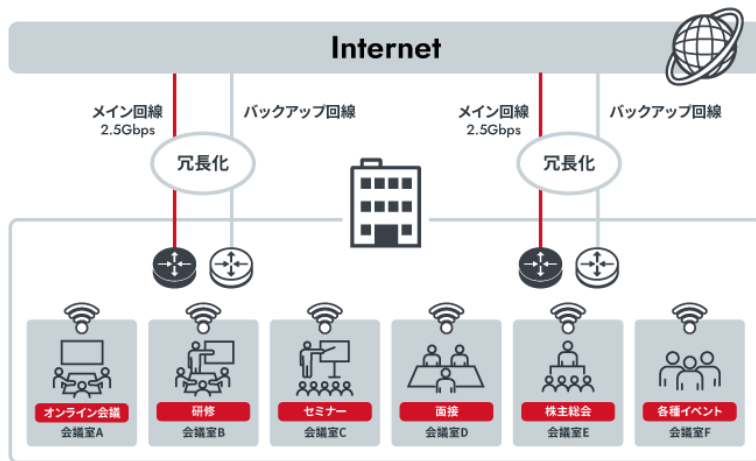 Internet
メイン回線
2.5Gbps
バックアップ回線
冗長化
メイン回線
2.5Gbps
バックアップ回線
冗長化
オンライン会議
会議室A
研修
会議室B
セミナー
会議室C
面接
会議室D
株主総会
会議室E
各種イベント
会議室F